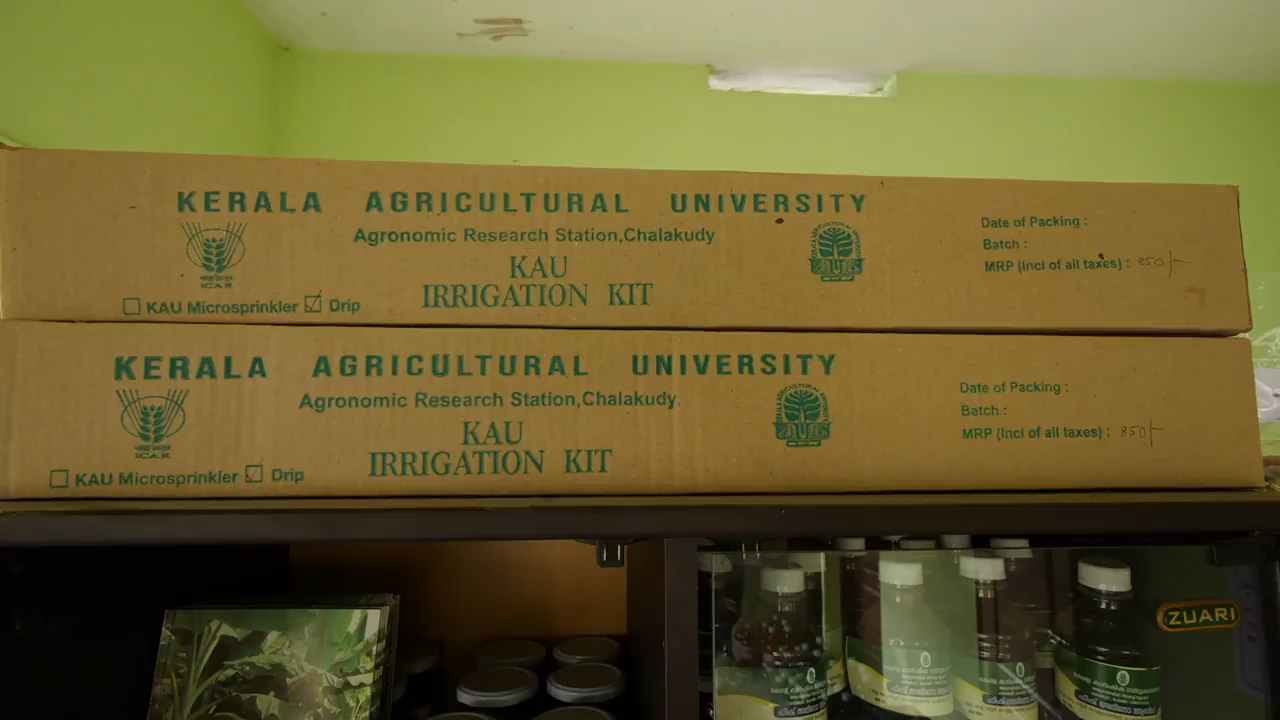 KERALA AGRICULTURAL UNIVERSITY
Agronomic Research Station,Chalakudy
KAU
IRRIGATION KIT
ICAR
KAU Microsprinkler Drip
Date of Packing :
Batch :
MRP (Incl of all taxes) : 850/-
KERALA AGRICULTURAL UNIVERSITY
Agronomic Research Station,Chalakudy.
KAU
IRRIGATION KIT
ICAR
KAU Microsprinkler Drip
Date of Packing :
Batch :
MRP (Incl of all taxes) : 850/-
ZUARI